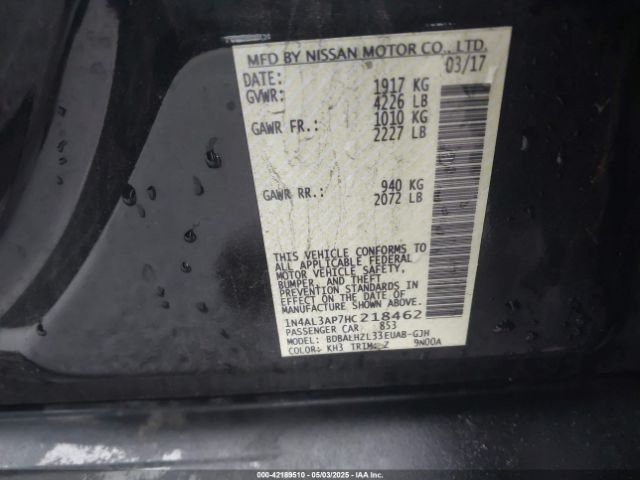 MFD BY NISSAN MOTOR CO., LTD.
DATE: 03/17
GVWR: 1917 KG
4226 LB
GAWR FR.: 1010 KG
2227 LB
GAWR RR.: 940 KG
2072 LB
THIS VEHICLE CONFORMS TO
ALL APPLICABLE FEDERAL
MOTOR VEHICLE SAFETY,
BUMPER, AND THEFT
PREVENTION STANDARDS IN
EFFECT ON THE DATE OF
MANUFACTURE SHOWN ABOVE.
1N4AL3AP7HC218462
PASSENGER CAR 853
MODEL: BDBALHZL33EUAB-GJH
COLOR: KH3 TRIM: Z 9N00A
000-42189510 - 05/03/2025 - IAA Inc.